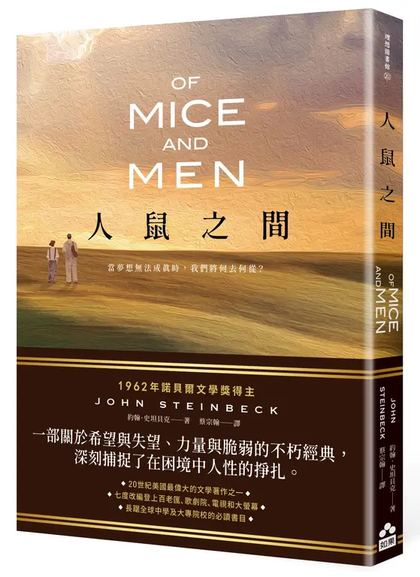 OF
MICE
AND
MEN
人鼠之間
當夢想無法成真時，我們將何去何從？
1962年諾貝爾文學獎得主
JOHN STEINBECK
約翰·史坦貝克——著 蔡宗翰——譯
一部關於希望與失望、力量與脆弱的不朽經典，
深刻捕捉了在困境中人性的掙扎。
◆20世紀美國最偉大的文學著作之一◆
◆七度改編登上百老匯、歌劇院、電視和大螢幕◆
◆長踞全球中學及大專院校的必讀書目◆
理想圖書館
人鼠之間
OF
MICE
AND
MEN
JOHN
STEINBECK
約翰·史坦貝克——著
蔡宗翰——譯
如果